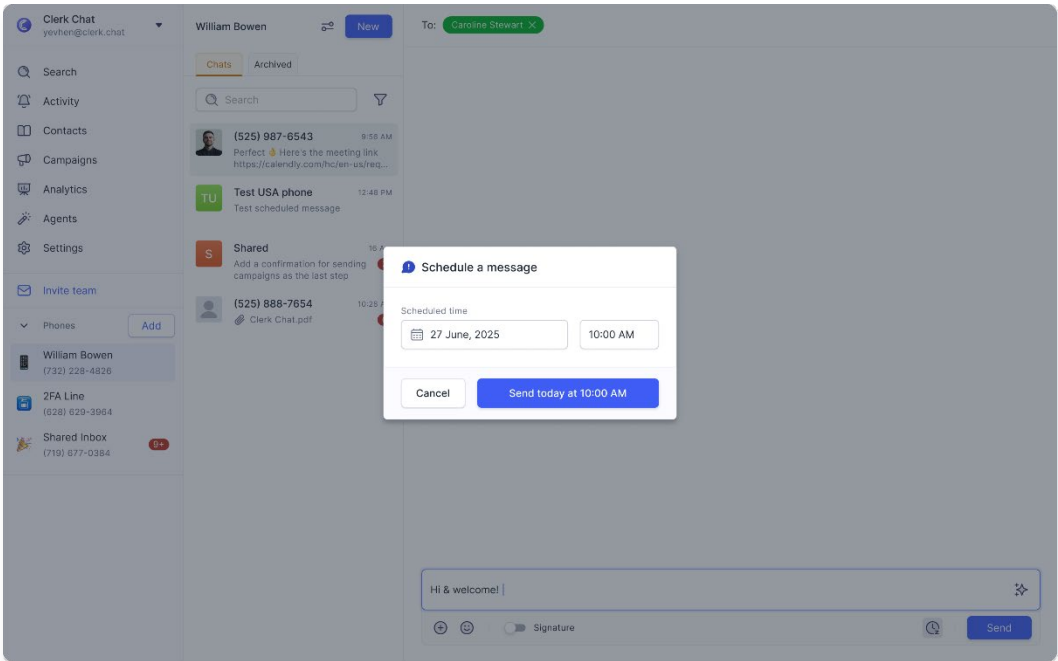 Clerk Chat
yevhen@clerk.chat
Search
Activity
Contacts
Campaigns
Analytics
Agents
Settings
Invite team
Phones
Add
William Bowen
(732) 228-4826
2FA Line
(628) 629-3964
Shared Inbox
(719) 677-0384
9+
William Bowen
New
Chats
Archived
Search
(525) 987-6543
9:56 AM
Perfect 👌 Here's the meeting link
https://calendly.com/hc/en-us/req...
TU
Test USA phone
12:48 PM
Test scheduled message
S
Shared
16
Add a confirmation for sending
campaigns as the last step
(525) 888-7654
10:26
Clerk Chat.pdf
To:
Caroline Stewart
Schedule a message
Scheduled time
27 June, 2025
10:00 AM
Cancel
Send today at 10:00 AM
Hi & welcome!
Signature
Send